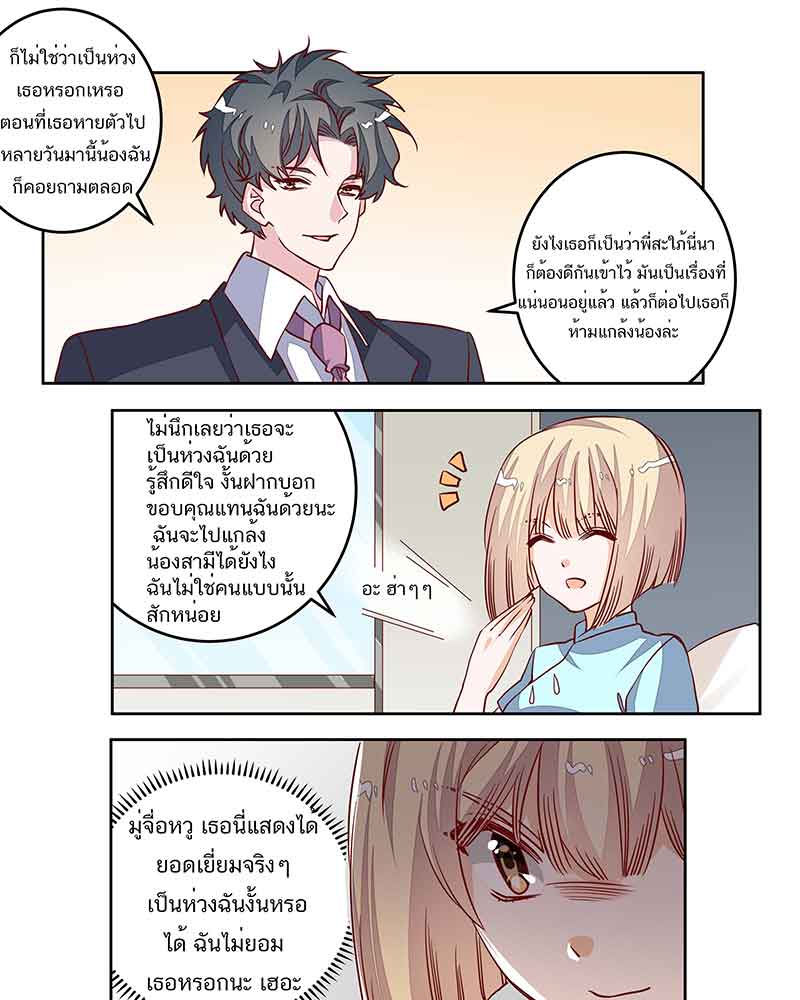 ก็ไม่ใช่ว่าเป็นห่วง
เธอหรอกเหรอ
ตอนที่เธอหายตัวไป
หลายวันมานี้น้องฉัน
ก็คอยถามตลอด
ยังไงเธอก็เป็นว่าพี่สะใภ้นี่นา
ก็ต้องดีกันเข้าไว้ มันเป็นเรื่องที่
แน่นอนอยู่แล้ว แล้วก็ต่อไปเธอก็
ห้ามแกล้งน้องล่ะ
ไม่นึกเลยว่าเธอจะ
เป็นห่วงฉันด้วย
รู้สึกดีใจ งั้นฝากบอก
ขอบคุณแทนฉันด้วยนะ
ฉันจะไปแกล้ง
น้องสามีได้ยังไง
ฉันไม่ใช่คนแบบนั้น
สักหน่อย
อะ ฮ่าๆๆ
มู่จื่อหวู เธอนี่แสดงได้
ยอดเยี่ยมจริงๆ
เป็นห่วงฉันงั้นหรอ
ได้ ฉันไม่ยอม
เธอหรอกนะ เฮอะ